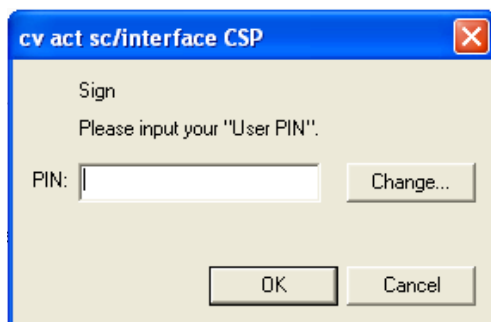 cv act sc/interface CSP
Sign
Please input your "User PIN".
PIN:
Change...
OK
Cancel